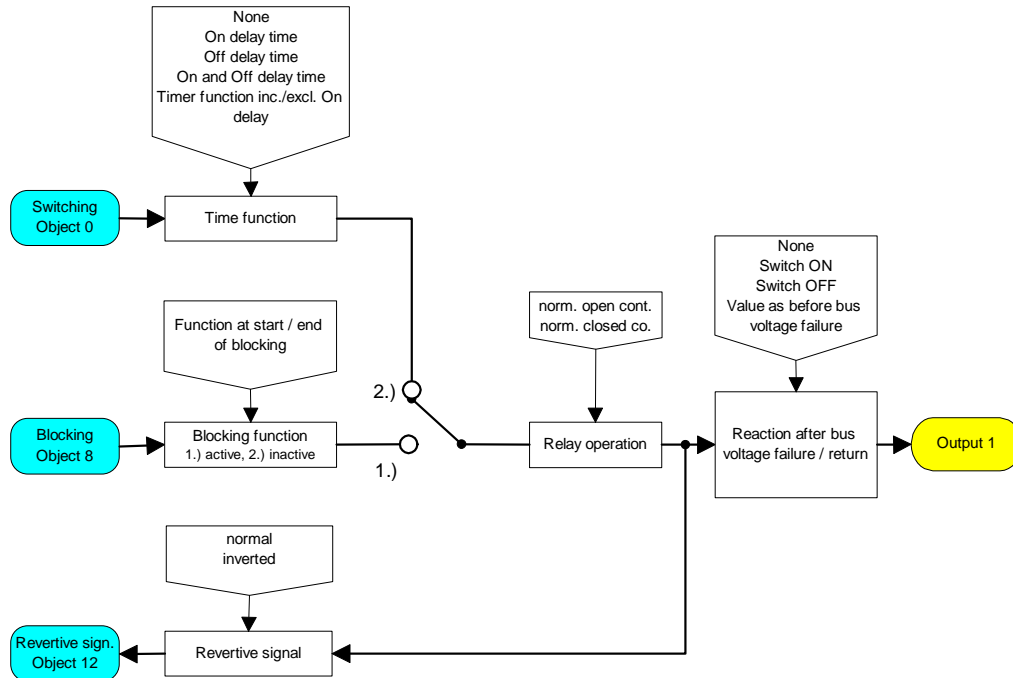 None
On delay time
Off delay time
On and Off delay time
Timer function inc./excl. On
delay
Switching
Object 0
Time function
None
Switch ON
Switch OFF
Value as before bus
voltage failure
norm. open cont.
norm. closed co.
Function at start / end
of blocking
2.)
Blocking
Object 8
Blocking function
1.) active, 2.) inactive
1.)
Relay operation
Reaction after bus
voltage failure / return
Output 1
normal
inverted
Revertive sign.
Object 12
Revertive signal